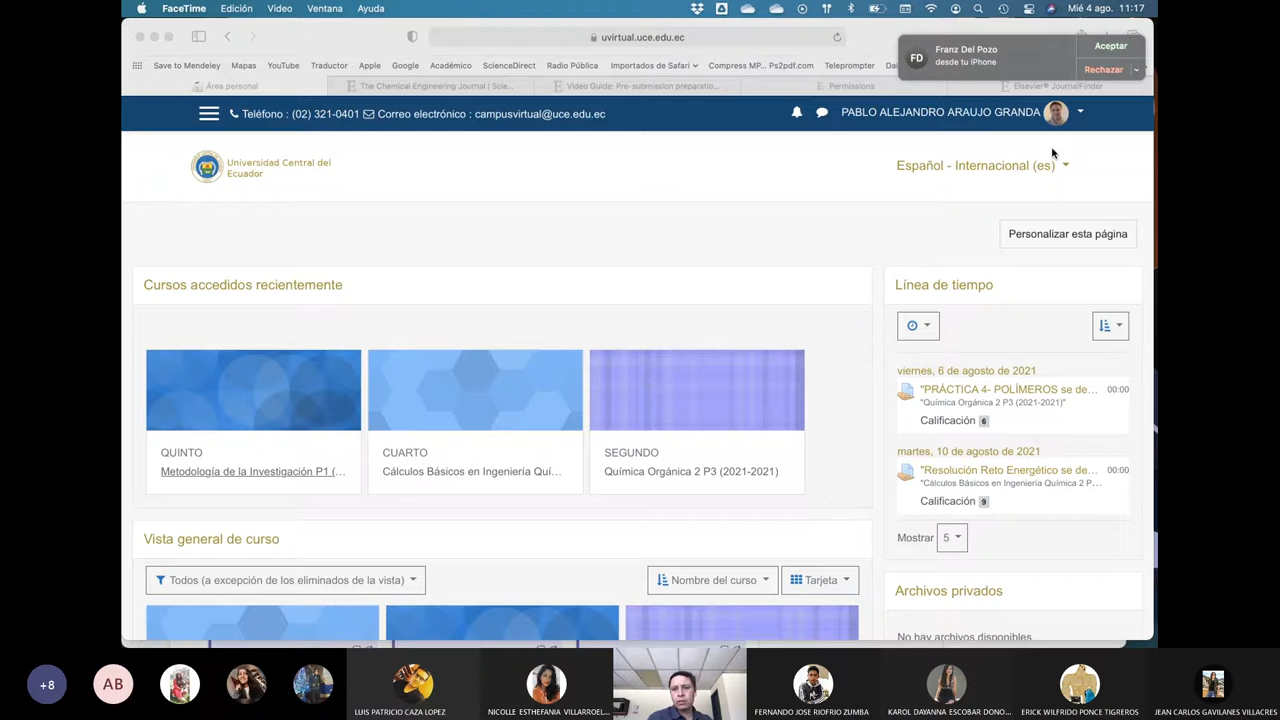 FaceTime Edición Video Ventana Ayuda
Mié 4 ago. 11:17
uvirtual.uce.edu.ec
Save to Mendeley Mapas YouTube Traductor Apple Google Académico ScienceDirect Radio Pública Importados de Safari Compress MP... Ps2pdf.com Teleprompter
FD
Franz Del Pozo
desde tu iPhone
Aceptar
Rechazar
Área personal
The Chemical Engineering Journal | Scie...
Video Guide: Pre-submission preparatio...
Permissions
Elsevier® JournalFinder
Teléfono : (02) 321-0401 Correo electrónico : campusvirtual@uce.edu.ec
PABLO ALEJANDRO ARAUJO GRANDA
Universidad Central del
Ecuador
Español - Internacional (es)
Personalizar esta página
Cursos accedidos recientemente
QUINTO
Metodología de la Investigación P1 (...
CUARTO
Cálculos Básicos en Ingeniería Quí...
SEGUNDO
Química Orgánica 2 P3 (2021-2021)
Vista general de curso
Todos (a excepción de los eliminados de la vista)
Nombre del curso
Tarjeta
Línea de tiempo
viernes, 6 de agosto de 2021
"PRÁCTICA 4- POLÍMEROS se de... 00:00
"Química Orgánica 2 P3 (2021-2021)"
Calificación 6
martes, 10 de agosto de 2021
"Resolución Reto Energético se de... 00:00
"Cálculos Básicos en Ingeniería Química 2 P...
Calificación 9
Mostrar 5
Archivos privados
No hay archivos disponibles
+8
AB
LUIS PATRICIO CAZA LOPEZ
NICOLLE ESTHEFANIA VILLARROEL...
FERNANDO JOSE RIOFRIO ZUMBA
KAROL DAYANNA ESCOBAR DONO...
ERICK WILFRIDO PONCE TIGREROS
JEAN CARLOS GAVILANES VILLACRES